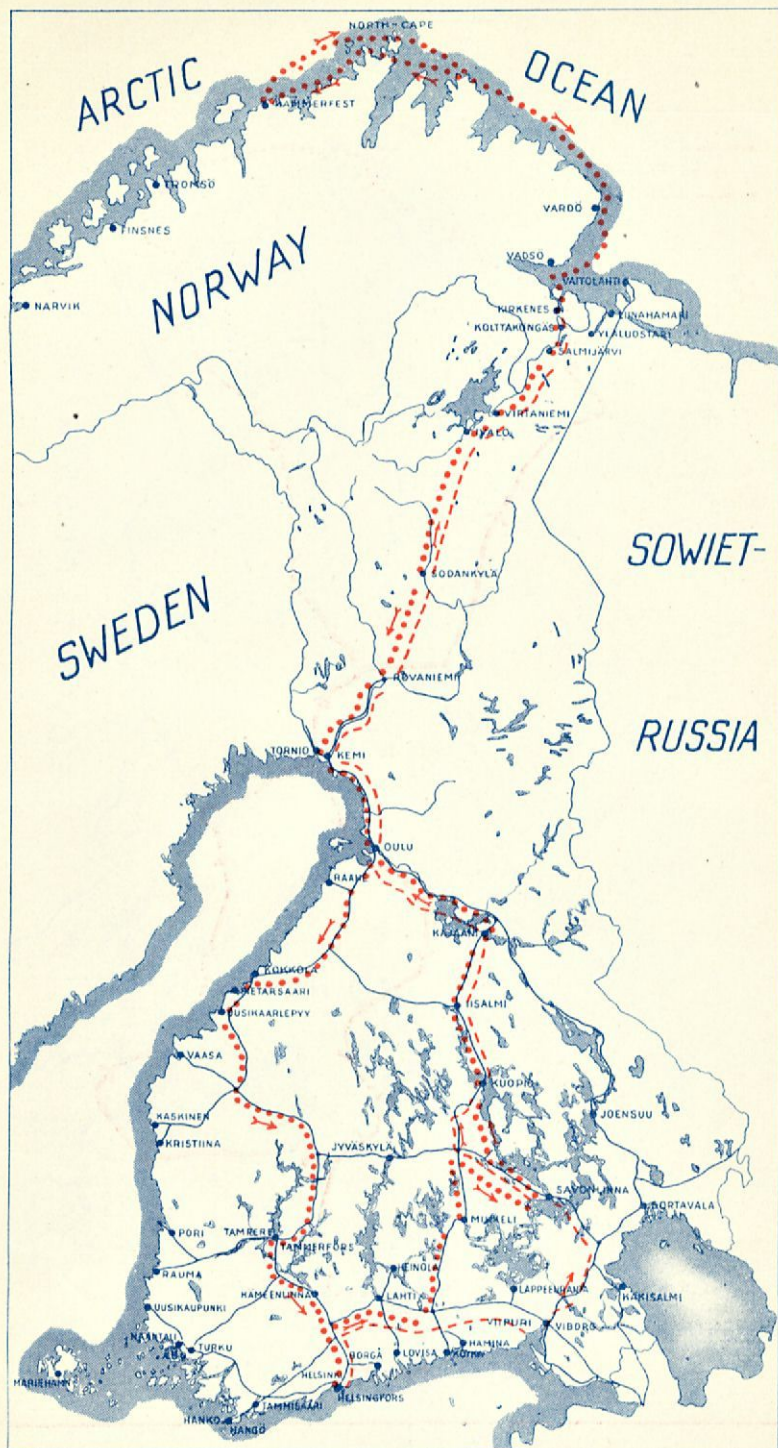 NORTH-CAPE
ARCTIC
OCEAN
HAMMERFEST
TROMSÖ
VARDÖ
FINSNES
NORWAY
VADSÖ
VAITOLAHTI
NARVIK
KIRKENES
LIINAHAMARI
KOLTTAKÖNGÄS
YLÄLUOSTARI
SALMIJÄRVI
VIRTANIEMI
IVALO
SOWIET-
SODANKYLÄ
SWEDEN
ROVANIEMI
RUSSIA
TORNIO
KEMI
OULU
RAAHE
KAJAANI
KOKKOLA
PIETARSAARI
IISALMI
UUSIKAARLEPYY
VAASA
KUOPIO
KASKINEN
JOENSUU
KRISTIINA
JYVÄSKYLÄ
SAVONLINNA
SORTAVALA
PORI
TAMPERE
MIKKELI
TAMMERFORS
RAUMA
HEINOLA
HÄMEENLINNA
LAHTI
LAPPEENRANTA
KÄKISALMI
UUSIKAUPUNKI
VIIPURI
VIBORG
NAANTALI
ÅBO
TURKU
BORGÅ
LOVISA
HAMINA
KOTKA
MARIEHAMN
HELSINKI
HELSINGFORS
TAMMISAARI
HANKO
HANGÖ